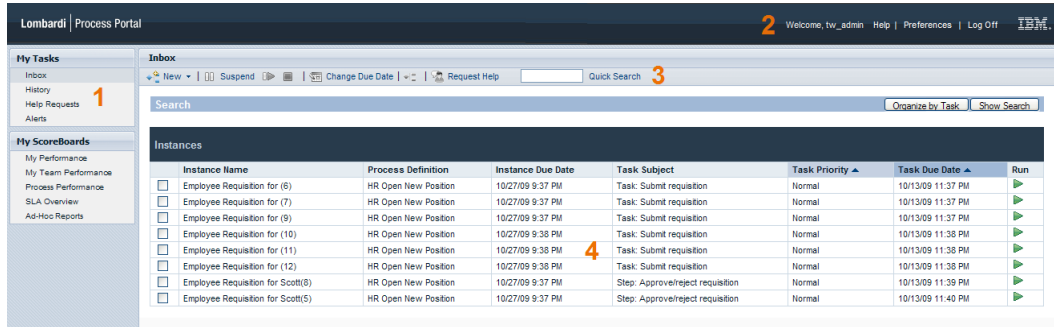 Lombardi | Process Portal
2 Welcome, tw_admin Help | Preferences | Log Off IBM.
My Tasks
Inbox
History
Help Requests
Alerts
1
My ScoreBoards
My Performance
My Team Performance
Process Performance
SLA Overview
Ad-Hoc Reports
Inbox
New | Suspend | Change Due Date | Request Help Quick Search 3
Search Organize by Task Show Search
Instances
Instance Name Process Definition Instance Due Date Task Subject Task Priority Task Due Date Run
Employee Requisition for (6) HR Open New Position 10/27/09 9:37 PM Task: Submit requisition Normal 10/13/09 11:37 PM
Employee Requisition for (7) HR Open New Position 10/27/09 9:37 PM Task: Submit requisition Normal 10/13/09 11:37 PM
Employee Requisition for (9) HR Open New Position 10/27/09 9:37 PM Task: Submit requisition Normal 10/13/09 11:37 PM
Employee Requisition for (10) HR Open New Position 10/27/09 9:38 PM Task: Submit requisition Normal 10/13/09 11:38 PM
Employee Requisition for (11) HR Open New Position 10/27/09 9:38 PM 4 Task: Submit requisition Normal 10/13/09 11:38 PM
Employee Requisition for (12) HR Open New Position 10/27/09 9:38 PM Task: Submit requisition Normal 10/13/09 11:38 PM
Employee Requisition for Scott(8) HR Open New Position 10/27/09 9:37 PM Step: Approve/reject requisition Normal 10/13/09 11:39 PM
Employee Requisition for Scott(5) HR Open New Position 10/27/09 9:37 PM Step: Approve/reject requisition Normal 10/13/09 11:40 PM